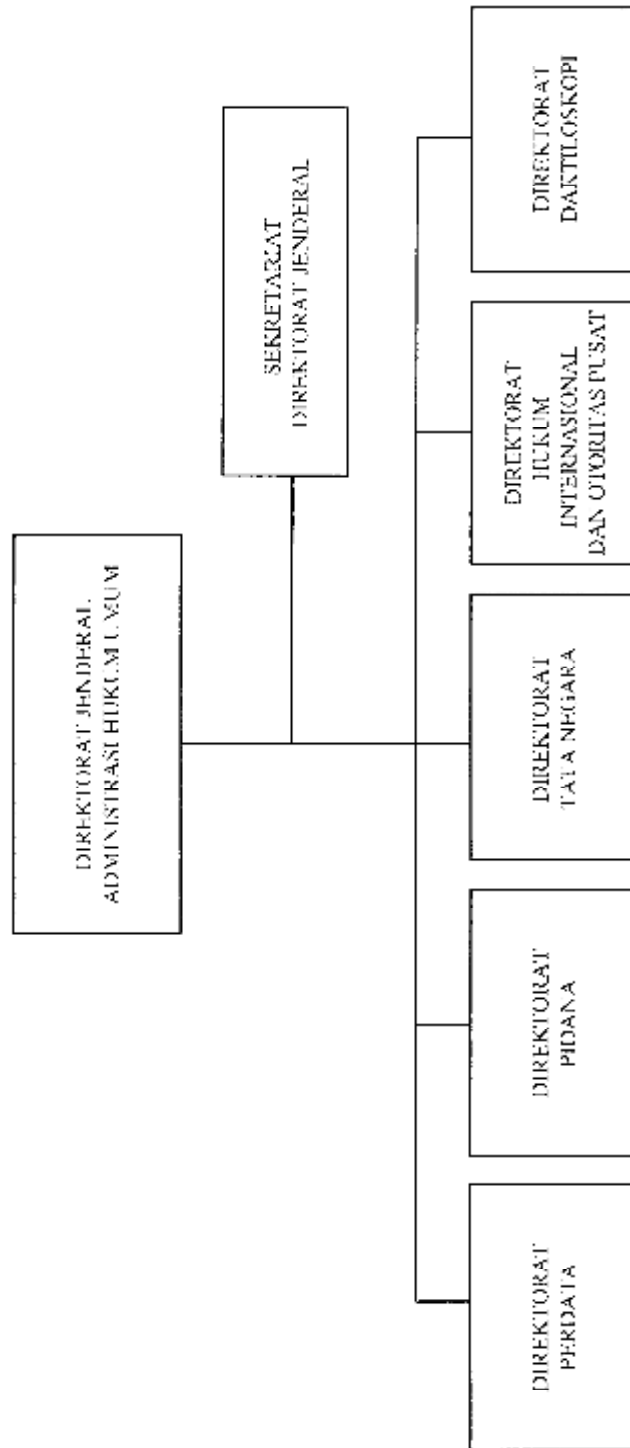 DIREKTORAT JENDERAL
ADMINISTRASI HUKUM UMUM
SEKRETARIAT
DIREKTORAT JENDERAL
DIREKTORAT
PERDATA
DIREKTORAT
PIDANA
DIREKTORAT
TATA NEGARA
DIREKTORAT
HUKUM
INTERNASIONAL
DAN OTORITAS PUSAT
DIREKTORAT
DAKTILOSKOPI